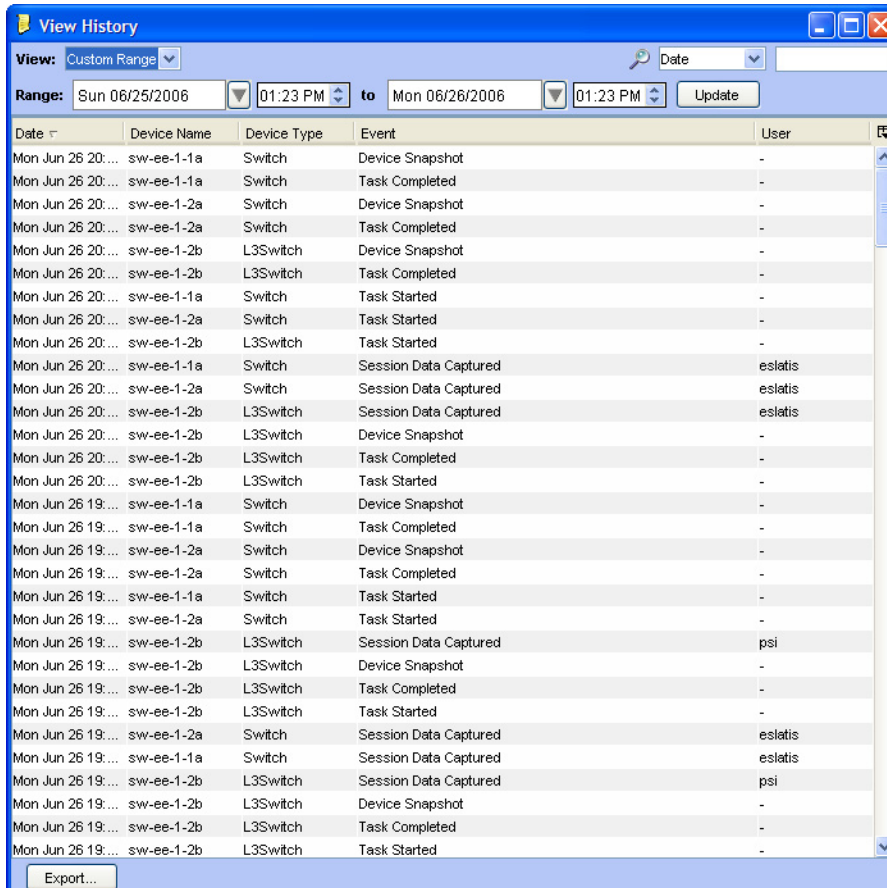 View History
View: Custom Range Date
Range: Sun 06/25/2006 01:23 PM to Mon 06/26/2006 01:23 PM Update
Date Device Name Device Type Event User
Mon Jun 26 20:... sw-ee-1-1a Switch Device Snapshot -
Mon Jun 26 20:... sw-ee-1-1a Switch Task Completed -
Mon Jun 26 20:... sw-ee-1-2a Switch Device Snapshot -
Mon Jun 26 20:... sw-ee-1-2a Switch Task Completed -
Mon Jun 26 20:... sw-ee-1-2b L3Switch Device Snapshot -
Mon Jun 26 20:... sw-ee-1-2b L3Switch Task Completed -
Mon Jun 26 20:... sw-ee-1-1a Switch Task Started -
Mon Jun 26 20:... sw-ee-1-2a Switch Task Started -
Mon Jun 26 20:... sw-ee-1-2b L3Switch Task Started -
Mon Jun 26 20:... sw-ee-1-1a Switch Session Data Captured eslatis
Mon Jun 26 20:... sw-ee-1-2a Switch Session Data Captured eslatis
Mon Jun 26 20:... sw-ee-1-2b L3Switch Session Data Captured eslatis
Mon Jun 26 20:... sw-ee-1-2b L3Switch Device Snapshot -
Mon Jun 26 20:... sw-ee-1-2b L3Switch Task Completed -
Mon Jun 26 20:... sw-ee-1-2b L3Switch Task Started -
Mon Jun 26 19:... sw-ee-1-1a Switch Device Snapshot -
Mon Jun 26 19:... sw-ee-1-1a Switch Task Completed -
Mon Jun 26 19:... sw-ee-1-2a Switch Device Snapshot -
Mon Jun 26 19:... sw-ee-1-2a Switch Task Completed -
Mon Jun 26 19:... sw-ee-1-1a Switch Task Started -
Mon Jun 26 19:... sw-ee-1-2a Switch Task Started -
Mon Jun 26 19:... sw-ee-1-2b L3Switch Session Data Captured psi
Mon Jun 26 19:... sw-ee-1-2b L3Switch Device Snapshot -
Mon Jun 26 19:... sw-ee-1-2b L3Switch Task Completed -
Mon Jun 26 19:... sw-ee-1-2b L3Switch Task Started -
Mon Jun 26 19:... sw-ee-1-2a Switch Session Data Captured eslatis
Mon Jun 26 19:... sw-ee-1-1a Switch Session Data Captured eslatis
Mon Jun 26 19:... sw-ee-1-2b L3Switch Session Data Captured psi
Mon Jun 26 19:... sw-ee-1-2b L3Switch Device Snapshot -
Mon Jun 26 19:... sw-ee-1-2b L3Switch Task Completed -
Mon Jun 26 19:... sw-ee-1-2b L3Switch Task Started -
Export...